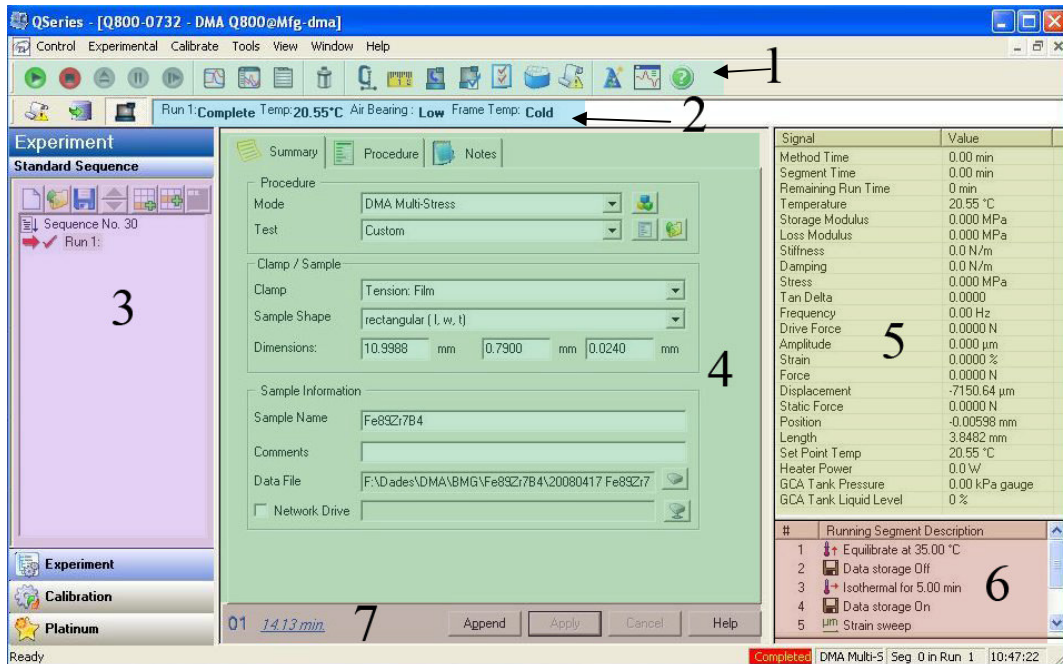 QSeries - [Q800-0732 - DMA Q800@Mfg-dma]
Control Experimental Calibrate Tools View Window Help
1
Run 1:Complete Temp:20.55°C Air Bearing : Low Frame Temp: Cold
2
Experiment
Standard Sequence
Sequence No. 30
Run 1:
3
Experiment
Calibration
Platinum
Summary Procedure Notes
Procedure
Mode DMA Multi-Stress
Test Custom
Clamp / Sample
Clamp Tension: Film
Sample Shape rectangular ( l, w, t)
Dimensions: 10.9988 mm 0.7900 mm 0.0240 mm
4
Sample Information
Sample Name Fe89Zr7B4
Comments
Data File F:\Dades\DMA\BMG\Fe89Zr7B4\20080417 Fe89Zr7
Network Drive
01 14.13 min. 7 Append Apply Cancel Help
Signal Value
Method Time 0.00 min
Segment Time 0.00 min
Remaining Run Time 0 min
Temperature 20.55 °C
Storage Modulus 0.000 MPa
Loss Modulus 0.000 MPa
Stiffness 0.0 N/m
Damping 0.0 N/m
Stress 0.000 MPa
Tan Delta 0.0000
Frequency 0.00 Hz
Drive Force 0.0000 N
Amplitude 0.000 µm
5
Strain 0.0000 %
Force 0.0000 N
Displacement -7150.64 µm
Static Force 0.0000 N
Position -0.00598 mm
Length 3.8482 mm
Set Point Temp 20.55 °C
Heater Power 0.0 W
GCA Tank Pressure 0.00 kPa gauge
GCA Tank Liquid Level 0 %
# Running Segment Description
1 Equilibrate at 35.00 °C
2 Data storage Off
3 Isothermal for 5.00 min
4 Data storage On
5 µm Strain sweep
6
Ready Completed DMA Multi-S Seg 0 in Run 1 10:47:22